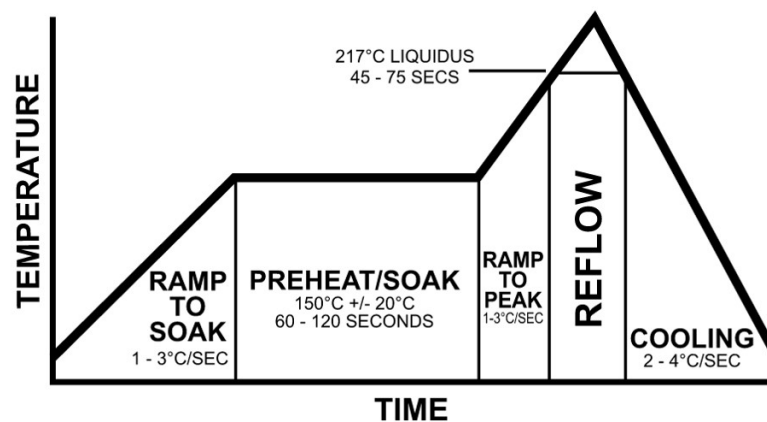 217°C LIQUIDUS
45 - 75 SECS
TEMPERATURE
RAMP
TO
SOAK
1 - 3°C/SEC
PREHEAT/SOAK
150°C +/- 20°C
60 - 120 SECONDS
RAMP
TO
PEAK
1-3°C/SEC
REFLOW
COOLING
2 - 4°C/SEC
TIME